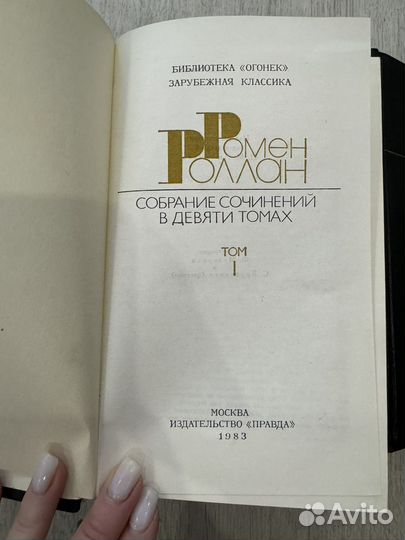 БИБЛИОТЕКА «ОГОНЕК»
ЗАРУБЕЖНАЯ КЛАССИКА
РОМЕН
РОЛЛАН
СОБРАНИЕ СОЧИНЕНИЙ
В ДЕВЯТИ ТОМАХ
ТОМ
I
МОСКВА
ИЗДАТЕЛЬСТВО «ПРАВДА»
1983
Avito